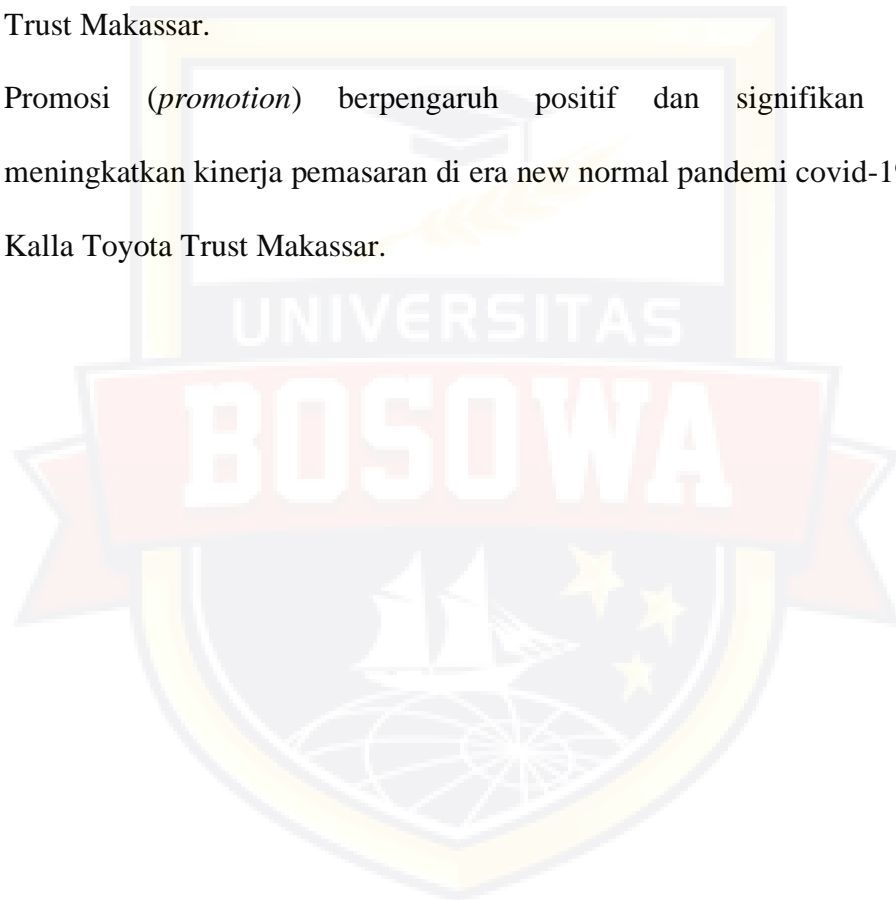 Trust Makassar.
Promosi (promotion) berpengaruh positif dan signifikan
meningkatkan kinerja pemasaran di era new normal pandemi covid-19
Kalla Toyota Trust Makassar.
UNIVERSITAS
BOSOWA